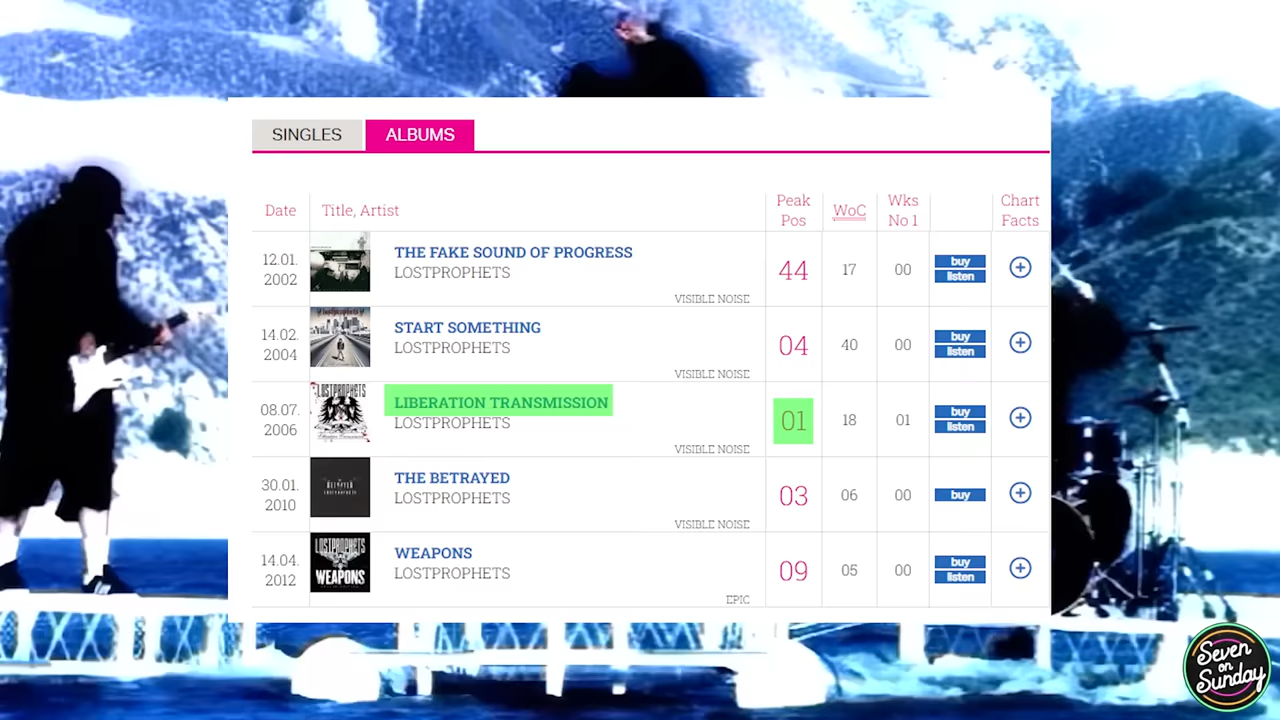 SINGLES
ALBUMS
Date
Title, Artist
Peak
Pos
WoC
Wks
No 1
Chart
Facts
12.01.
2002
THE FAKE SOUND OF PROGRESS
LOSTPROPHETS
VISIBLE NOISE
44
17
00
buy
listen
14.02.
2004
START SOMETHING
LOSTPROPHETS
VISIBLE NOISE
04
40
00
buy
listen
08.07.
2006
LOSTPROPHETS
LIBERATION TRANSMISSION
LOSTPROPHETS
VISIBLE NOISE
01
18
01
buy
listen
30.01.
2010
THE BETRAYED
LOSTPROPHETS
VISIBLE NOISE
03
06
00
buy
14.04.
2012
LOSTPROPHETS
WEAPONS
WEAPONS
LOSTPROPHETS
EPIC
09
05
00
buy
listen
Seven
on
Sunday